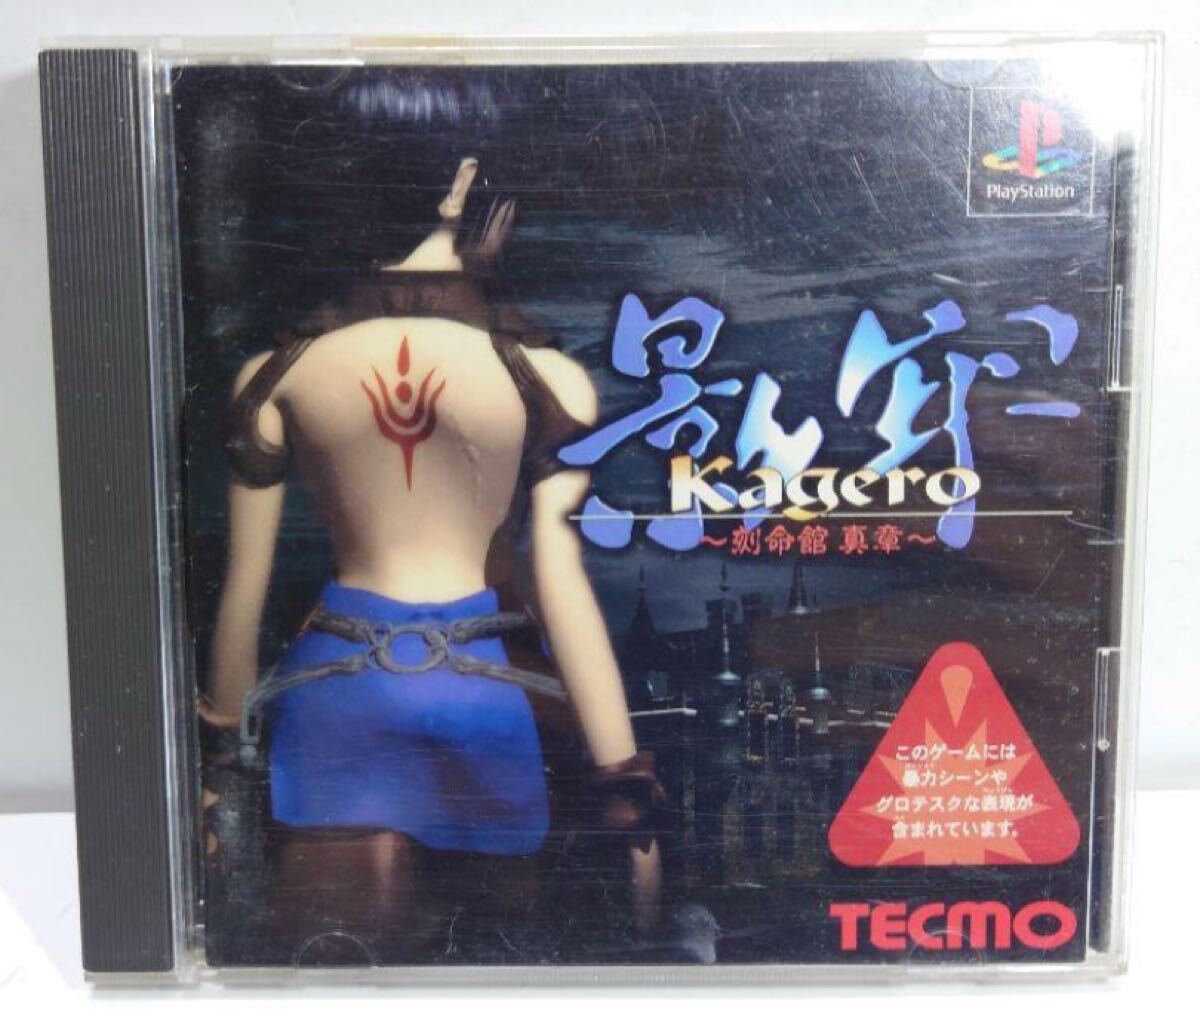 PlayStation
影牢
Kagero
～刻命館 真章～
このゲームには
暴力シーンや
グロテスクな表現が
含まれています。
TECMO